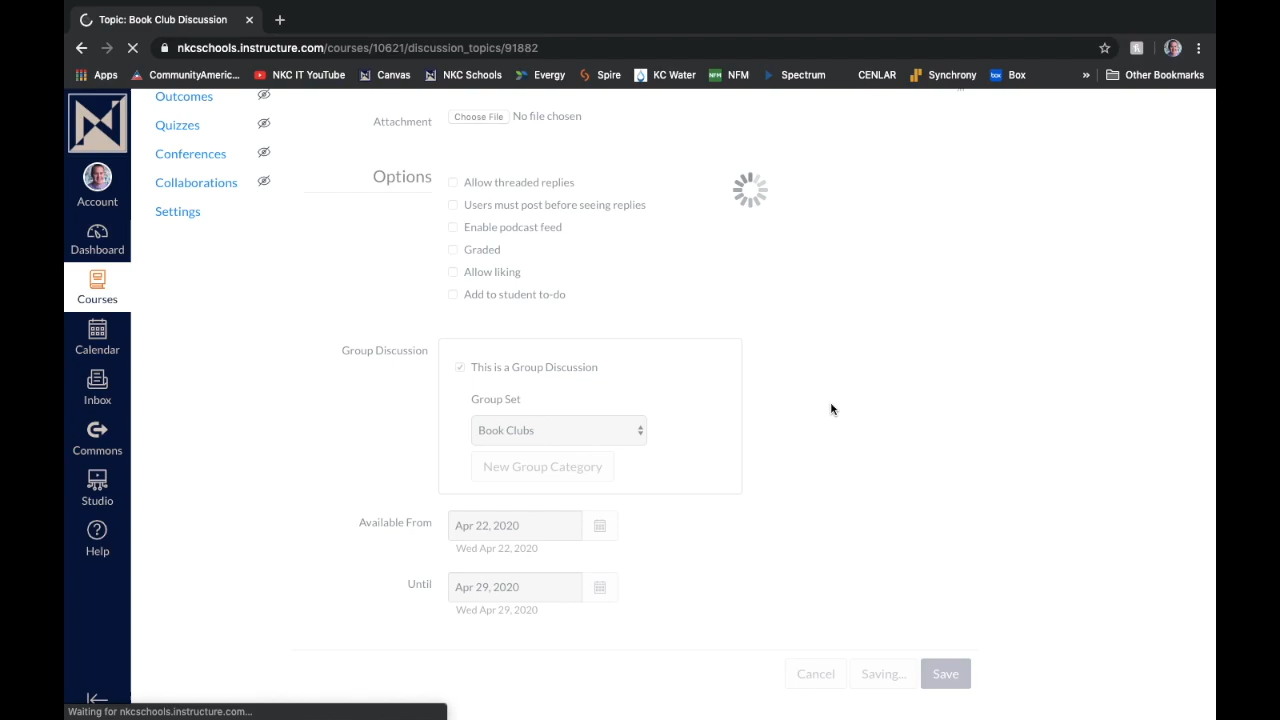 Topic: Book Club Discussion
nkcschools.instructure.com/courses/10621/discussion_topics/91882
Apps CommunityAmeric... NKC IT YouTube Canvas NKC Schools Evergy Spire KC Water NFM NFM Spectrum CENLAR Synchrony box Box » Other Bookmarks
N
Account
Dashboard
Courses
Calendar
Inbox
Commons
Studio
Help
Outcomes
Quizzes
Conferences
Collaborations
Settings
Attachment Choose File No file chosen
Options
Allow threaded replies
Users must post before seeing replies
Enable podcast feed
Graded
Allow liking
Add to student to-do
Group Discussion
This is a Group Discussion
Group Set
Book Clubs
New Group Category
Available From Apr 22, 2020
Wed Apr 22, 2020
Until Apr 29, 2020
Wed Apr 29, 2020
Cancel Saving... Save
Waiting for nkcschools.instructure.com...